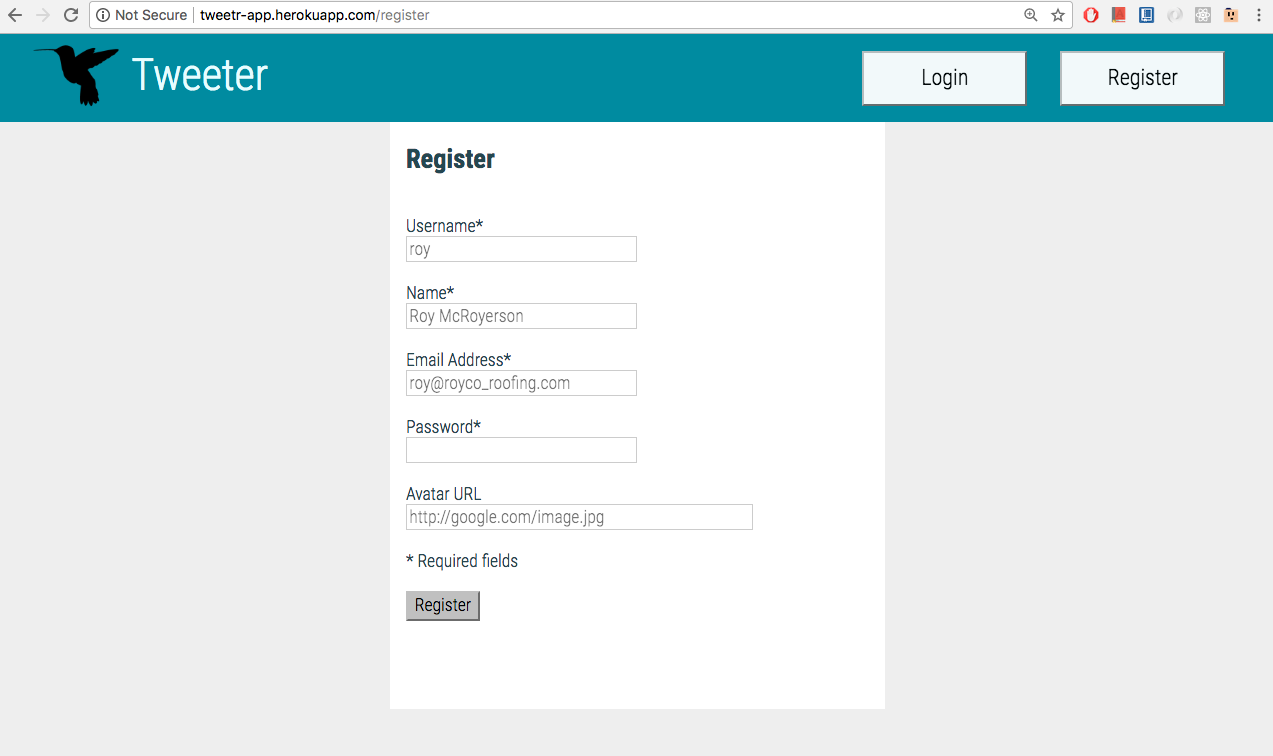 Not Secure tweetr-app.herokuapp.com/register
Tweeter
Login
Register
Register
Username*
roy
Name*
Roy McRoyerson
Email Address*
roy@royco_roofing.com
Password*
Avatar URL
http://google.com/image.jpg
* Required fields
Register